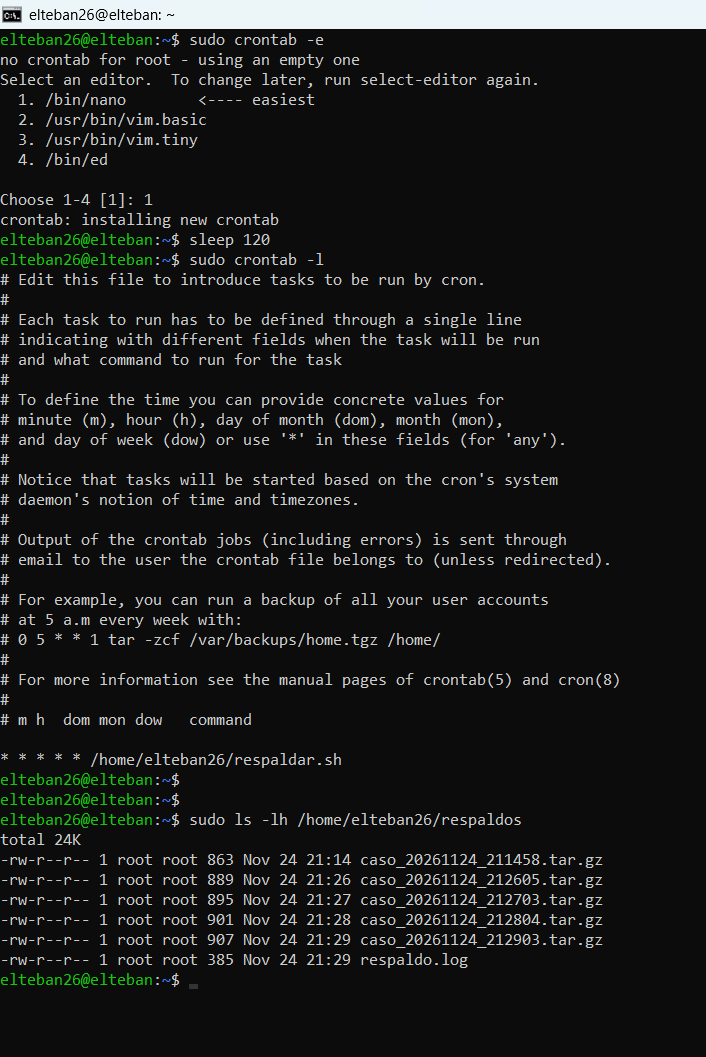 elteban26@elteban: ~
elteban26@elteban:~$ sudo crontab -e
no crontab for root - using an empty one
Select an editor.  To change later, run select-editor again.
  1. /bin/nano        <---- easiest
  2. /usr/bin/vim.basic
  3. /usr/bin/vim.tiny
  4. /bin/ed

Choose 1-4 [1]: 1
crontab: installing new crontab
elteban26@elteban:~$ sleep 120
elteban26@elteban:~$ sudo crontab -l
# Edit this file to introduce tasks to be run by cron.
#
# Each task to run has to be defined through a single line
# indicating with different fields when the task will be run
# and what command to run for the task
#
# To define the time you can provide concrete values for
# minute (m), hour (h), day of month (dom), month (mon),
# and day of week (dow) or use '*' in these fields (for 'any').
#
# Notice that tasks will be started based on the cron's system
# daemon's notion of time and timezones.
#
# Output of the crontab jobs (including errors) is sent through
# email to the user the crontab file belongs to (unless redirected).
#
# For example, you can run a backup of all your user accounts
# at 5 a.m every week with:
# 0 5 * * 1 tar -zcf /var/backups/home.tgz /home/
#
# For more information see the manual pages of crontab(5) and cron(8)
#
# m h  dom mon dow   command

* * * * * /home/elteban26/respaldar.sh
elteban26@elteban:~$
elteban26@elteban:~$
elteban26@elteban:~$ sudo ls -lh /home/elteban26/respaldos
total 24K
-rw-r--r-- 1 root root 863 Nov 24 21:14 caso_20261124_211458.tar.gz
-rw-r--r-- 1 root root 889 Nov 24 21:26 caso_20261124_212605.tar.gz
-rw-r--r-- 1 root root 895 Nov 24 21:27 caso_20261124_212703.tar.gz
-rw-r--r-- 1 root root 901 Nov 24 21:28 caso_20261124_212804.tar.gz
-rw-r--r-- 1 root root 907 Nov 24 21:29 caso_20261124_212903.tar.gz
-rw-r--r-- 1 root root 385 Nov 24 21:29 respaldo.log
elteban26@elteban:~$